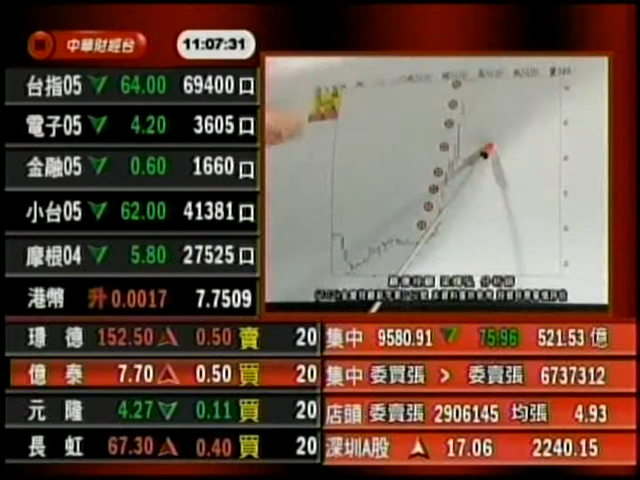 中華財經台 11:07:31
台指05 64.00 69400口
電子05 4.20 3605口
金融05 0.60 1660口
小台05 62.00 41381口
摩根04 5.80 27525口
港幣 升 0.0017 7.7509
璟德 152.50 0.50 賣 20
億泰 7.70 0.50 買 20
元隆 4.27 0.11 買 20
長虹 67.30 0.40 買 20
集中 9580.91 75.96 521.53 億
集中 委買張 > 委賣張 6737312
店頭 委賣張 2906145 均張 4.93
深圳A股 17.06 2240.15